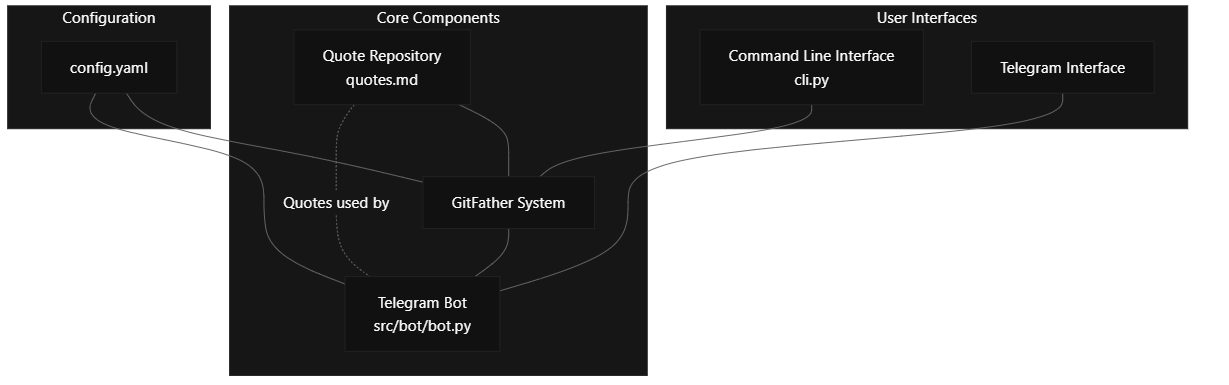 Configuration
config.yaml
Core Components
Quote Repository
quotes.md
Quotes used by
GitFather System
Telegram Bot
src/bot/bot.py
User Interfaces
Command Line Interface
cli.py
Telegram Interface